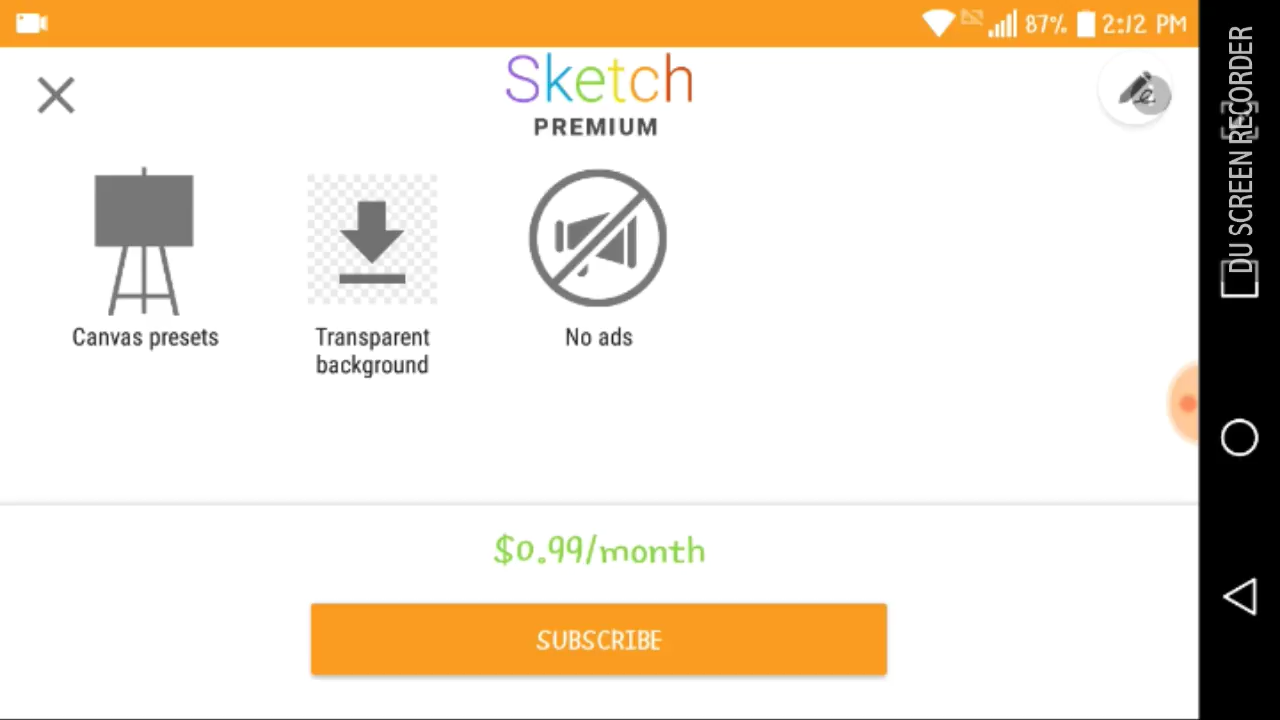 87% 2:12 PM
Sketch
PREMIUM
Canvas presets
Transparent
background
No ads
$0.99/month
SUBSCRIBE
DU SCREEN RECORDER